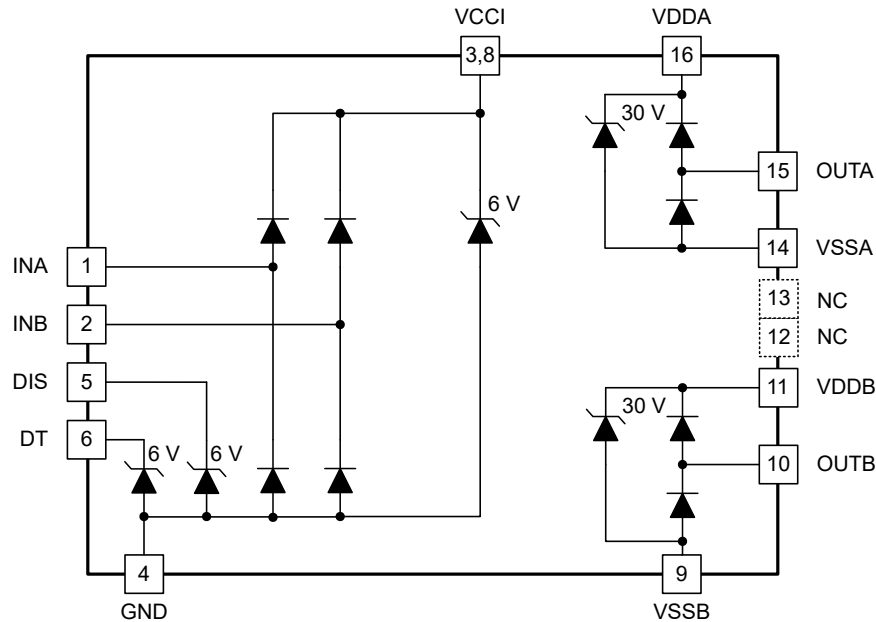 VCCI VDDA
3,8 16
30 V
15 OUTA
6 V
14 VSSA
INA 1
13 NC
INB 2
12 NC
DIS 5
11 VDDB
30 V
DT 6
6 V 6 V
10 OUTB
4 9
GND VSSB